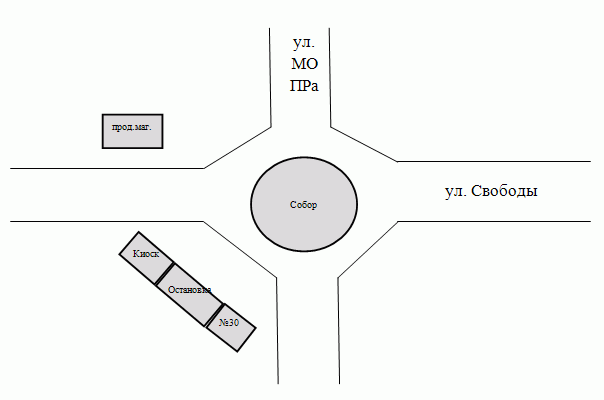 ул.
МО
ПРа
прод.маг.
ул. Свободы
Собор
Киоск
Остановка
№30